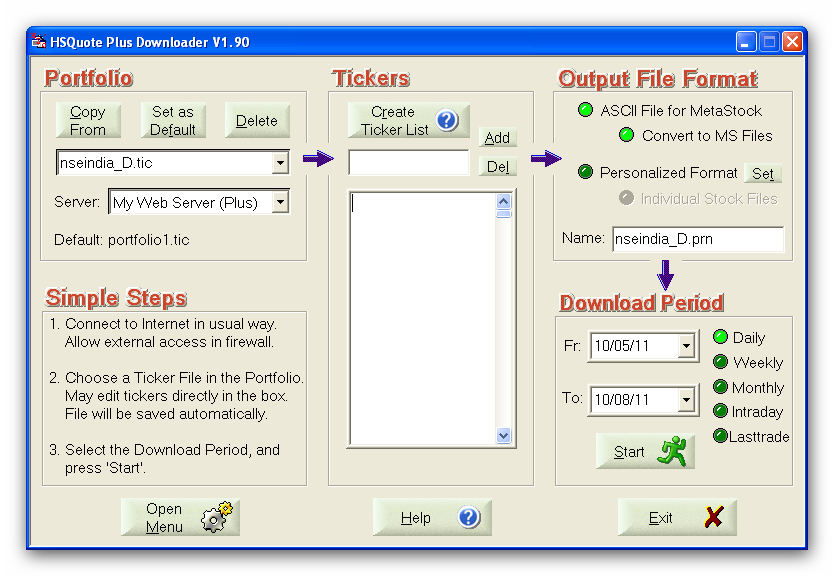 HSQuote Plus Downloader V1.90
Portfolio
Copy From
Set as Default
Delete
nseindia_D.tic
Server:
My Web Server (Plus)
Default: portfolio1.tic
Simple Steps
1. Connect to Internet in usual way.
Allow external access in firewall.
2. Choose a Ticker File in the Portfolio.
May edit tickers directly in the box.
File will be saved automatically.
3. Select the Download Period, and
press 'Start'.
Open Menu
Tickers
Create Ticker List
Add
Del
Help
Output File Format
ASCII File for MetaStock
Convert to MS Files
Personalized Format
Set
Individual Stock Files
Name:
nseindia_D.prn
Download Period
Fr:
10/05/11
To:
10/08/11
Daily
Weekly
Monthly
Intraday
Lasttrade
Start
Exit